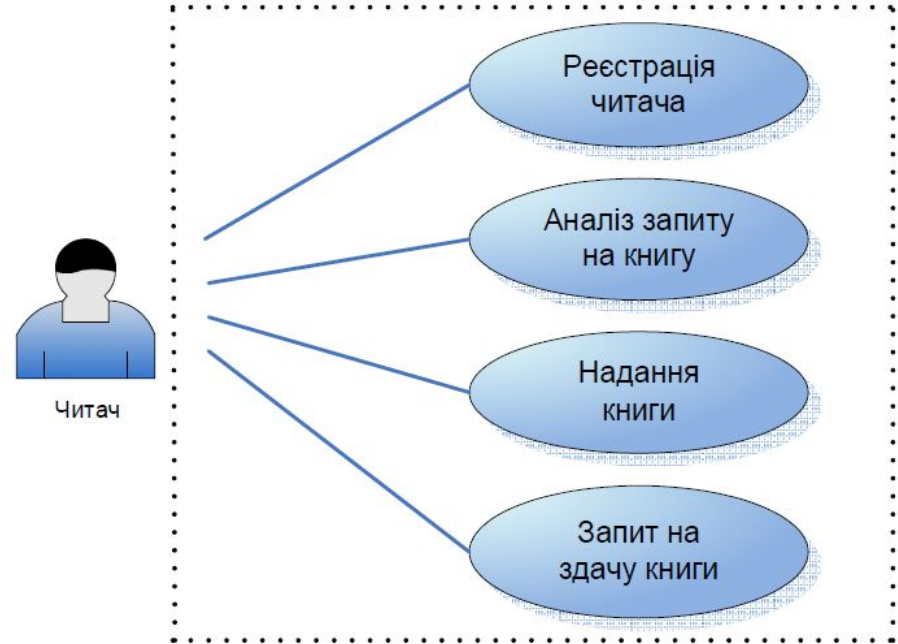 Реєстрація
читача
Аналіз запиту
на книгу
Надання
книги
Читач
Запит на
здачу книги